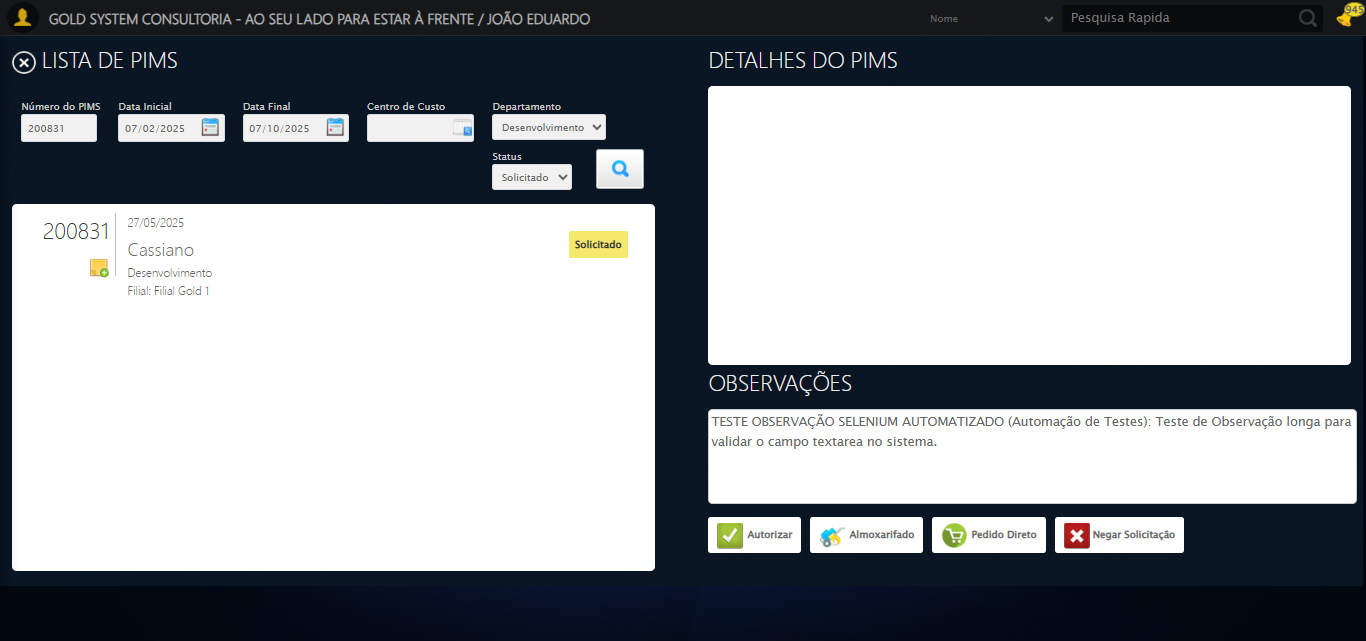 GOLD SYSTEM CONSULTORIA - AO SEU LADO PARA ESTAR À FRENTE / JOÃO EDUARDO
Nome
Pesquisa Rapida
945
LISTA DE PIMS
Número do PIMS
Data Inicial
Data Final
Centro de Custo
Departamento
200831
07/02/2025
07/10/2025
Desenvolvimento
Status
Solicitado
200831
27/05/2025
Cassiano
Desenvolvimento
Filial: Filial Gold 1
Solicitado
DETALHES DO PIMS
OBSERVAÇÕES
TESTE OBSERVAÇÃO SELENIUM AUTOMATIZADO (Automação de Testes): Teste de Observação longa para
validar o campo textarea no sistema.
Autorizar
Almoxarifado
Pedido Direto
Negar Solicitação